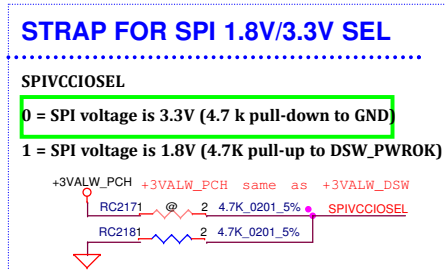 STRAP FOR SPI 1.8V/3.3V SEL
SPIVCCIOSEL
0 = SPI voltage is 3.3V (4.7 k pull-down to GND)
1 = SPI voltage is 1.8V (4.7K pull-up to DSW_PWROK)
+3VALW_PCH +3VALW_PCH same as +3VALW_DSW
RC2171 @ 2 4.7K_0201_5% SPIVCCIOSEL
RC2181 2 4.7K_0201_5%